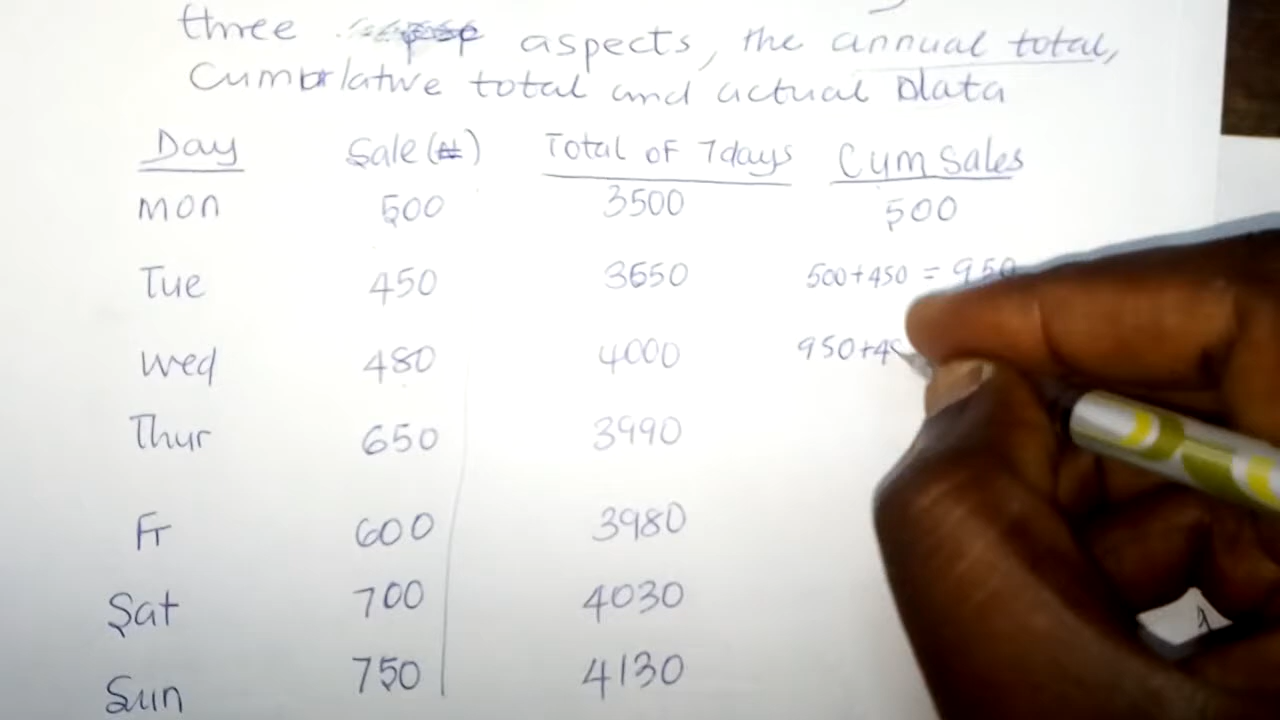 three aspects, the annual total,
Cumulative total and actual Data
Day Sale (₦) Total of 7days Cum Sales
mon 500 3500 500
Tue 450 3650 500+450 = 950
wed 480 4000 950+48
Thur 650 3990
Fr 600 3980
Sat 700 4030
Sun 750 4130